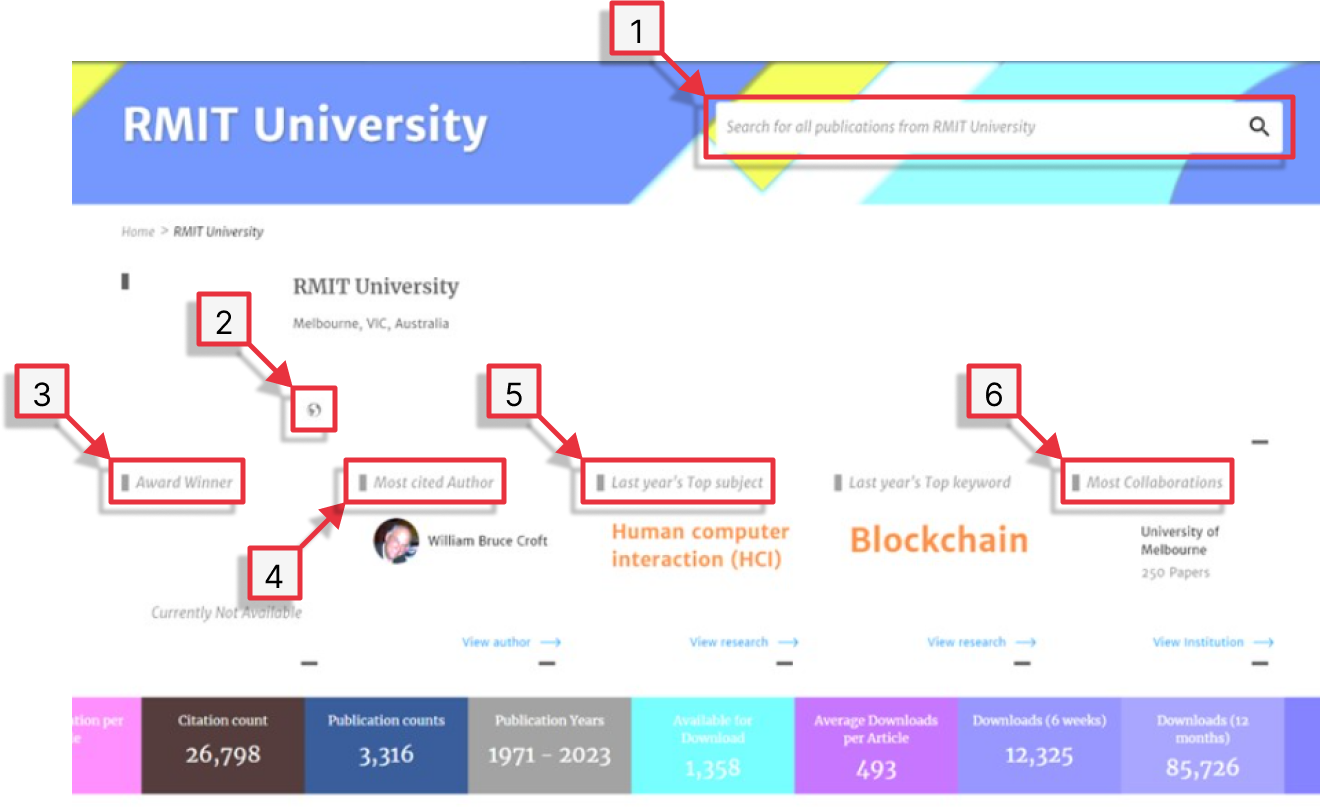 1
RMIT University
Search for all publications from RMIT University
Home > RMIT University
RMIT University
Melbourne, VIC, Australia
2
3
5
6
Award Winner
Most cited Author
Last year's Top subject
Last year's Top keyword
Most Collaborations
4
Currently Not Available
William Bruce Croft
Human computer
interaction (HCI)
Blockchain
University of
Melbourne
250 Papers
View author →
View research →
View research →
View Institution →
tion per
Citation count
26,798
Publication counts
3,316
Publication Years
1971 - 2023
Available for
Download
1,358
Average Downloads
per Article
493
Downloads (6 weeks)
12,325
Downloads (12
months)
85,726